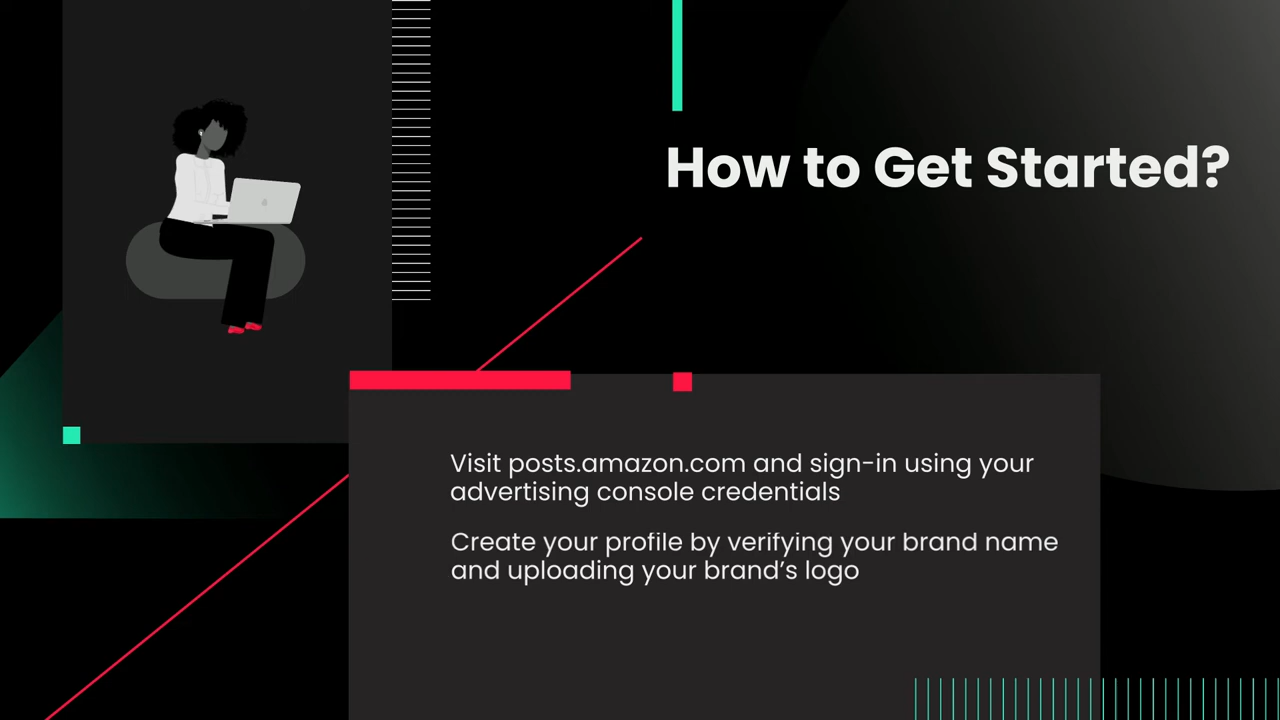 How to Get Started?
Visit posts.amazon.com and sign-in using your
advertising console credentials
Create your profile by verifying your brand name
and uploading your brand’s logo